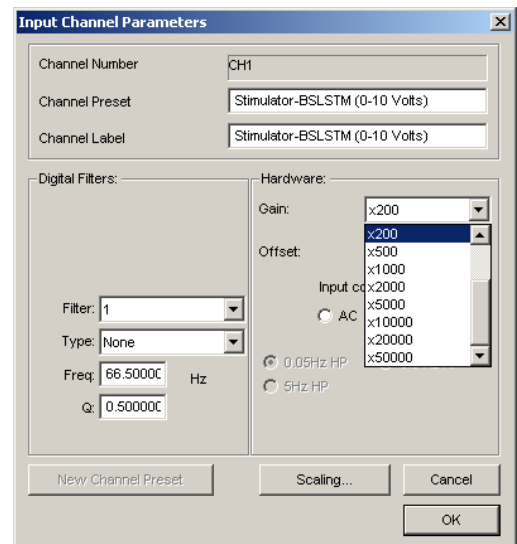 Input Channel Parameters
Channel Number CH1
Channel Preset Stimulator-BSLSTM (0-10 Volts)
Channel Label Stimulator-BSLSTM (0-10 Volts)
Digital Filters:
Filter: 1
Type: None
Freq: 66.50000 Hz
Q: 0.50000
Hardware:
Gain: x200
x200
x500
x1000
x2000
x5000
x10000
x20000
x50000
Offset:
Input
AC
0.05Hz HP
5Hz HP
New Channel Preset
Scaling...
Cancel
OK